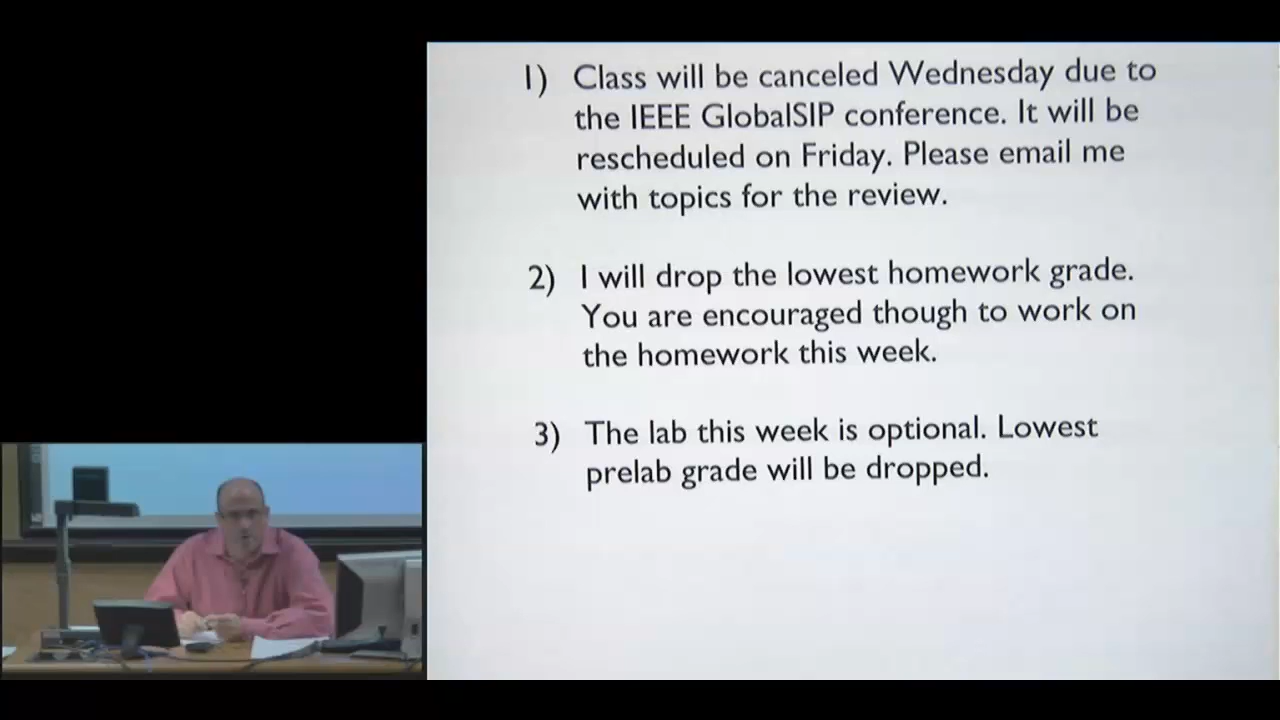 1) Class will be canceled Wednesday due to
the IEEE GlobalSIP conference. It will be
rescheduled on Friday. Please email me
with topics for the review.
2) I will drop the lowest homework grade.
You are encouraged though to work on
the homework this week.
3) The lab this week is optional. Lowest
prelab grade will be dropped.